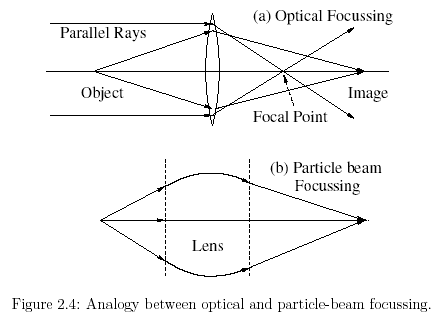 (a) Optical Focussing
Parallel Rays
Object
Image
Focal Point
(b) Particle beam
Focussing
Lens
Figure 2.4: Analogy between optical and particle-beam focussing.